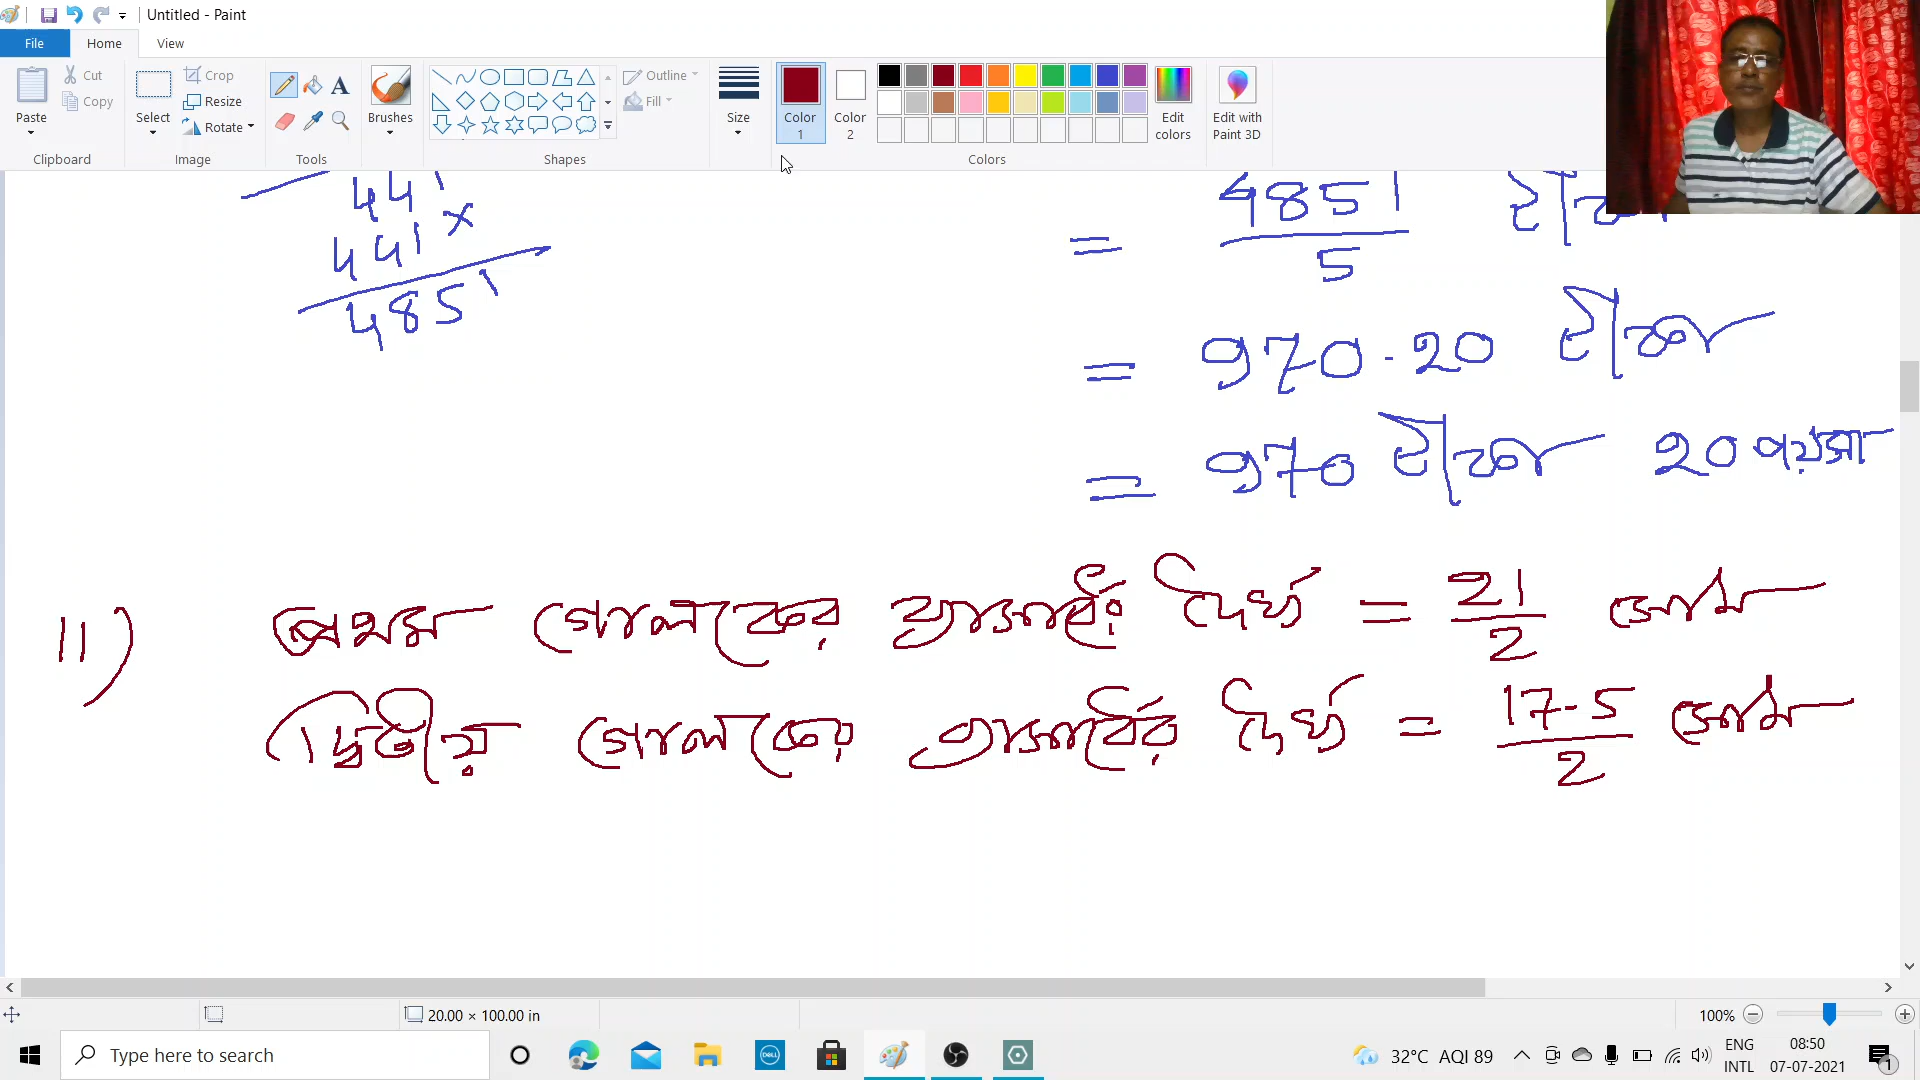 Untitled - Paint
File Home View
Cut
Copy
Paste
Clipboard
Crop
Resize
Rotate
Select
Image
Tools
Brushes
Shapes
Outline
Fill
Size
Color 1
Color 2
Colors
Edit colors
Edit with Paint 3D
441
441 x
4851
= 4851/5 টাকা
= 970.20 টাকা
= 970 টাকা 20 পয়সা
11) প্রথম গোলকের ব্যাসার্ধের দৈর্ঘ্য = 21/2 সেমি
দ্বিতীয় গোলকের ব্যাসার্ধের দৈর্ঘ্য = 17.5/2 সেমি
20.00 × 100.00 in
100%
Type here to search
DELL
32°C AQI 89
ENG
INTL
08:50
07-07-2021
1